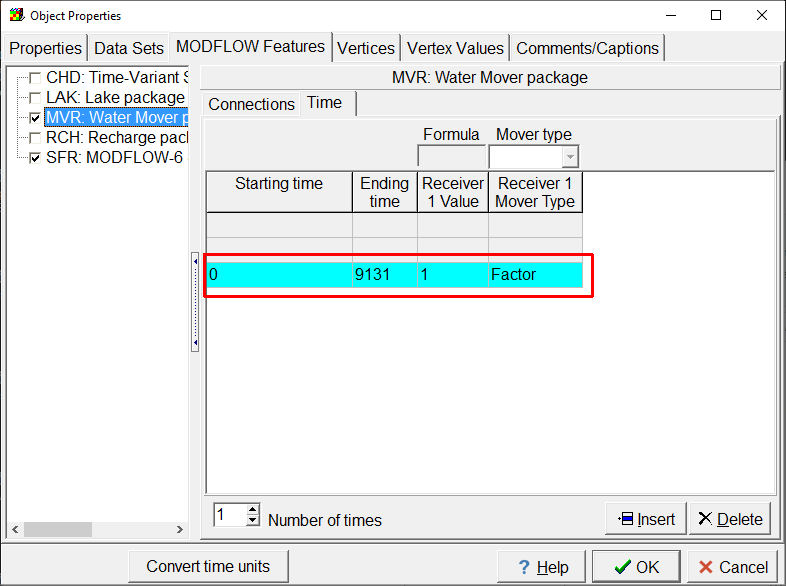 Object Properties
Properties Data Sets MODFLOW Features Vertices Vertex Values Comments/Captions
CHD: Time-Variant S
LAK: Lake package
MVR: Water Mover p
RCH: Recharge pack
SFR: MODFLOW-6
MVR: Water Mover package
Connections Time
Formula Mover type
Starting time Ending time Receiver 1 Value Receiver 1 Mover Type
0 9131 1 Factor
1 Number of times Insert Delete
Convert time units ? Help OK Cancel